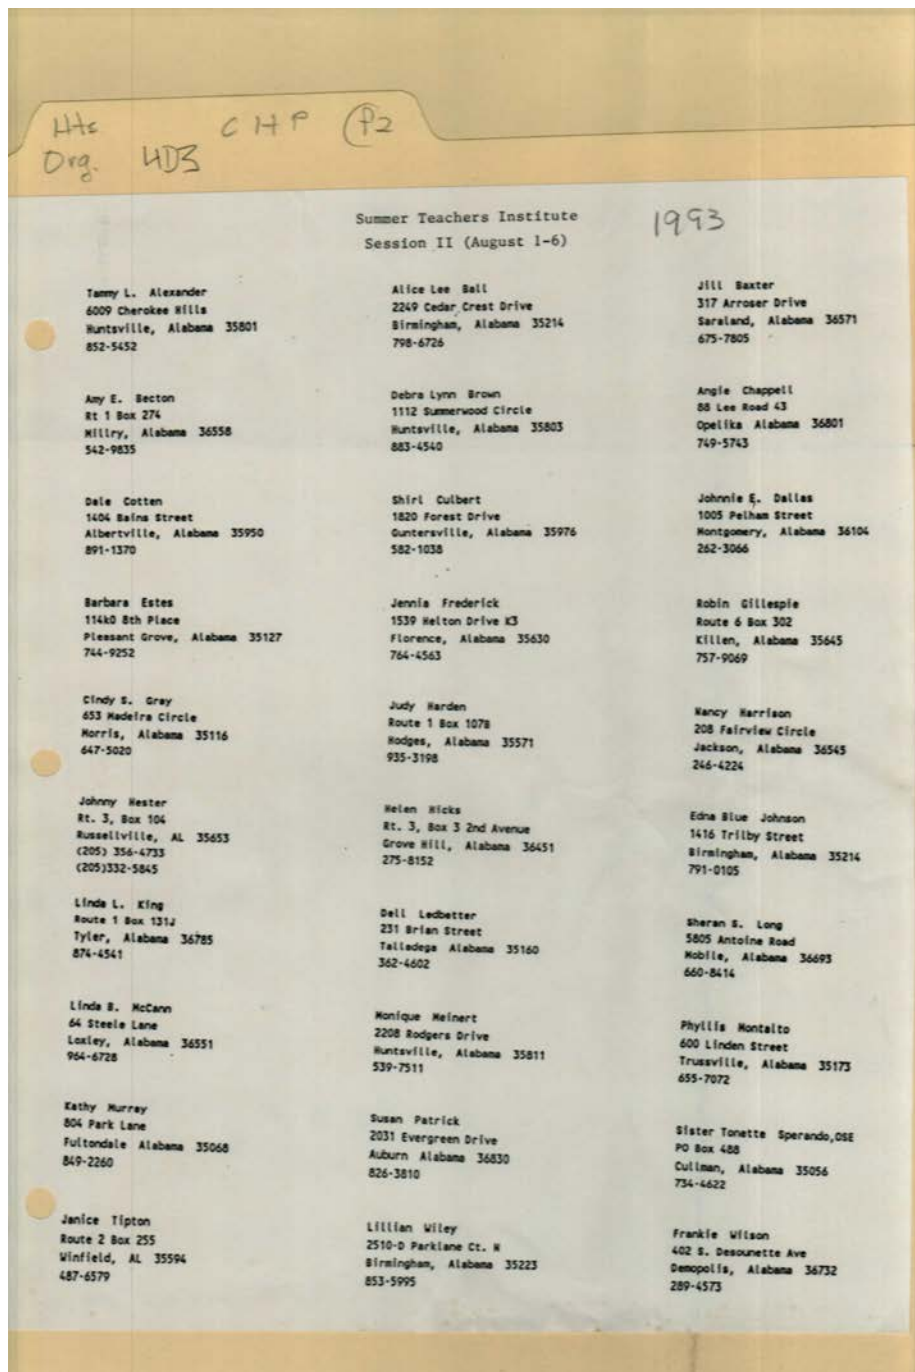 Hts CHP P2
Org. 4D3
Summer Teachers Institute 1993
Session II (August 1-6)
Tammy L. Alexander
6009 Cherokee Hills
Huntsville, Alabama 35801
852-5452
Alice Lee Ball
2249 Cedar Crest Drive
Birmingham, Alabama 35214
798-6726
Jill Baxter
317 Arroser Drive
Saraland, Alabama 36571
675-7805
Amy E. Becton
Rt 1 Box 274
Millry, Alabama 36558
542-9835
Debra Lynn Brown
1112 Summerwood Circle
Huntsville, Alabama 35803
883-4540
Angie Chappell
88 Lee Road 43
Opelika Alabama 36801
749-5743
Dale Cotten
1404 Bains Street
Albertville, Alabama 35950
891-1370
Shirl Culbert
1820 Forest Drive
Guntersville, Alabama 35976
582-1038
Johnnie E. Dallas
1005 Pelham Street
Montgomery, Alabama 36104
262-3066
Barbara Estes
114k0 8th Place
Pleasant Grove, Alabama 35127
744-9252
Jennia Frederick
1539 Helton Drive K3
Florence, Alabama 35630
764-4563
Robin Gillespie
Route 6 Box 302
Killen, Alabama 35645
757-9069
Cindy S. Gray
653 Madeira Circle
Morris, Alabama 35116
647-5020
Judy Harden
Route 1 Box 107B
Hodges, Alabama 35571
935-3198
Nancy Harrison
208 Fairview Circle
Jackson, Alabama 36545
246-4224
Johnny Hester
Rt. 3, Box 104
Russellville, AL 35653
(205) 356-4733
(205)332-5845
Helen Hicks
Rt. 3, Box 3 2nd Avenue
Grove Hill, Alabama 36451
275-8152
Edna Blue Johnson
1416 Trilby Street
Birmingham, Alabama 35214
791-0105
Linda L. King
Route 1 Box 131J
Tyler, Alabama 36785
874-4541
Dell Ledbetter
231 Brian Street
Talladega Alabama 35160
362-4602
Sheran S. Long
5805 Antoine Road
Mobile, Alabama 36693
660-8414
Linda B. McCann
64 Steele Lane
Loxley, Alabama 36551
964-6728
Monique Meinert
2208 Rodgers Drive
Huntsville, Alabama 35811
539-7511
Phyllis Montalto
600 Linden Street
Trussville, Alabama 35173
655-7072
Kathy Murray
804 Park Lane
Fultondale Alabama 35068
849-2260
Susan Patrick
2031 Evergreen Drive
Auburn Alabama 36830
826-3810
Sister Tonette Sperando,OSE
PO Box 488
Cullman, Alabama 35056
734-4622
Janice Tipton
Route 2 Box 255
Winfield, AL 35594
487-6579
Lillian Wiley
2510-D Parklane Ct. N
Birmingham, Alabama 35223
853-5995
Frankie Wilson
402 S. Desounette Ave
Demopolis, Alabama 36732
289-4573